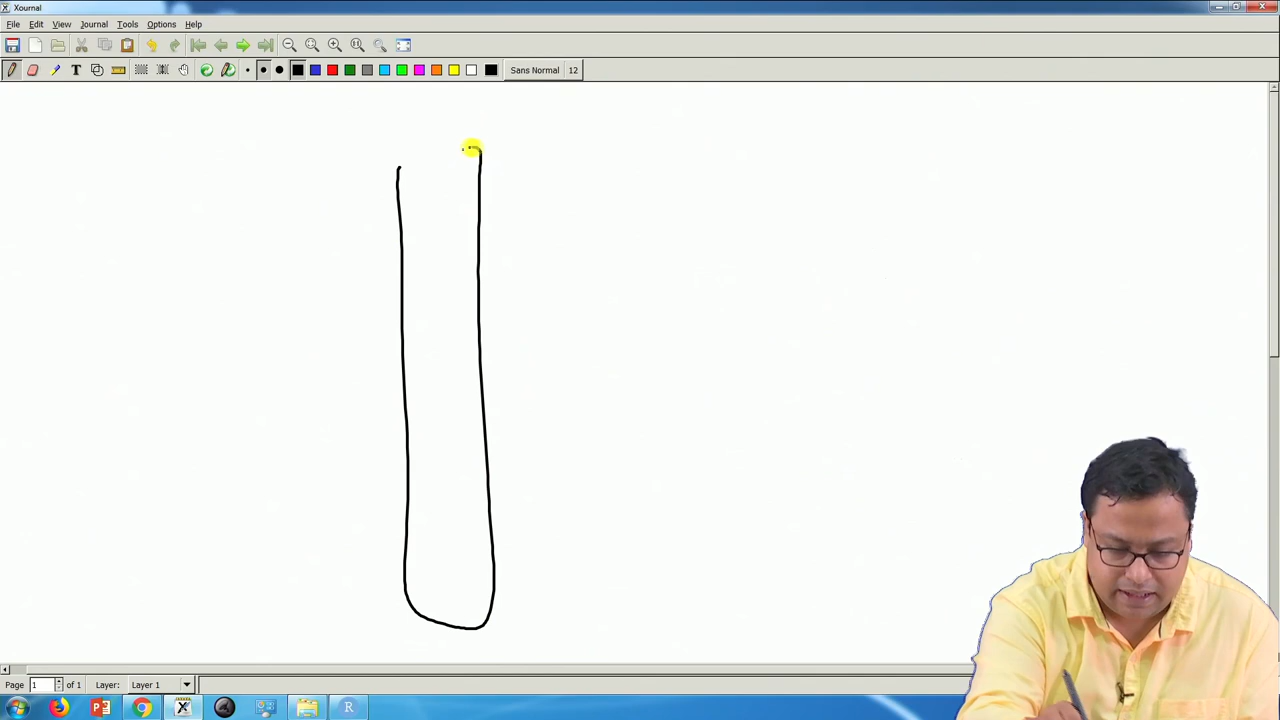 Xournal
File Edit View Journal Tools Options Help
T Sans Normal 12
Page 1 of 1 Layer: Layer 1
P X R